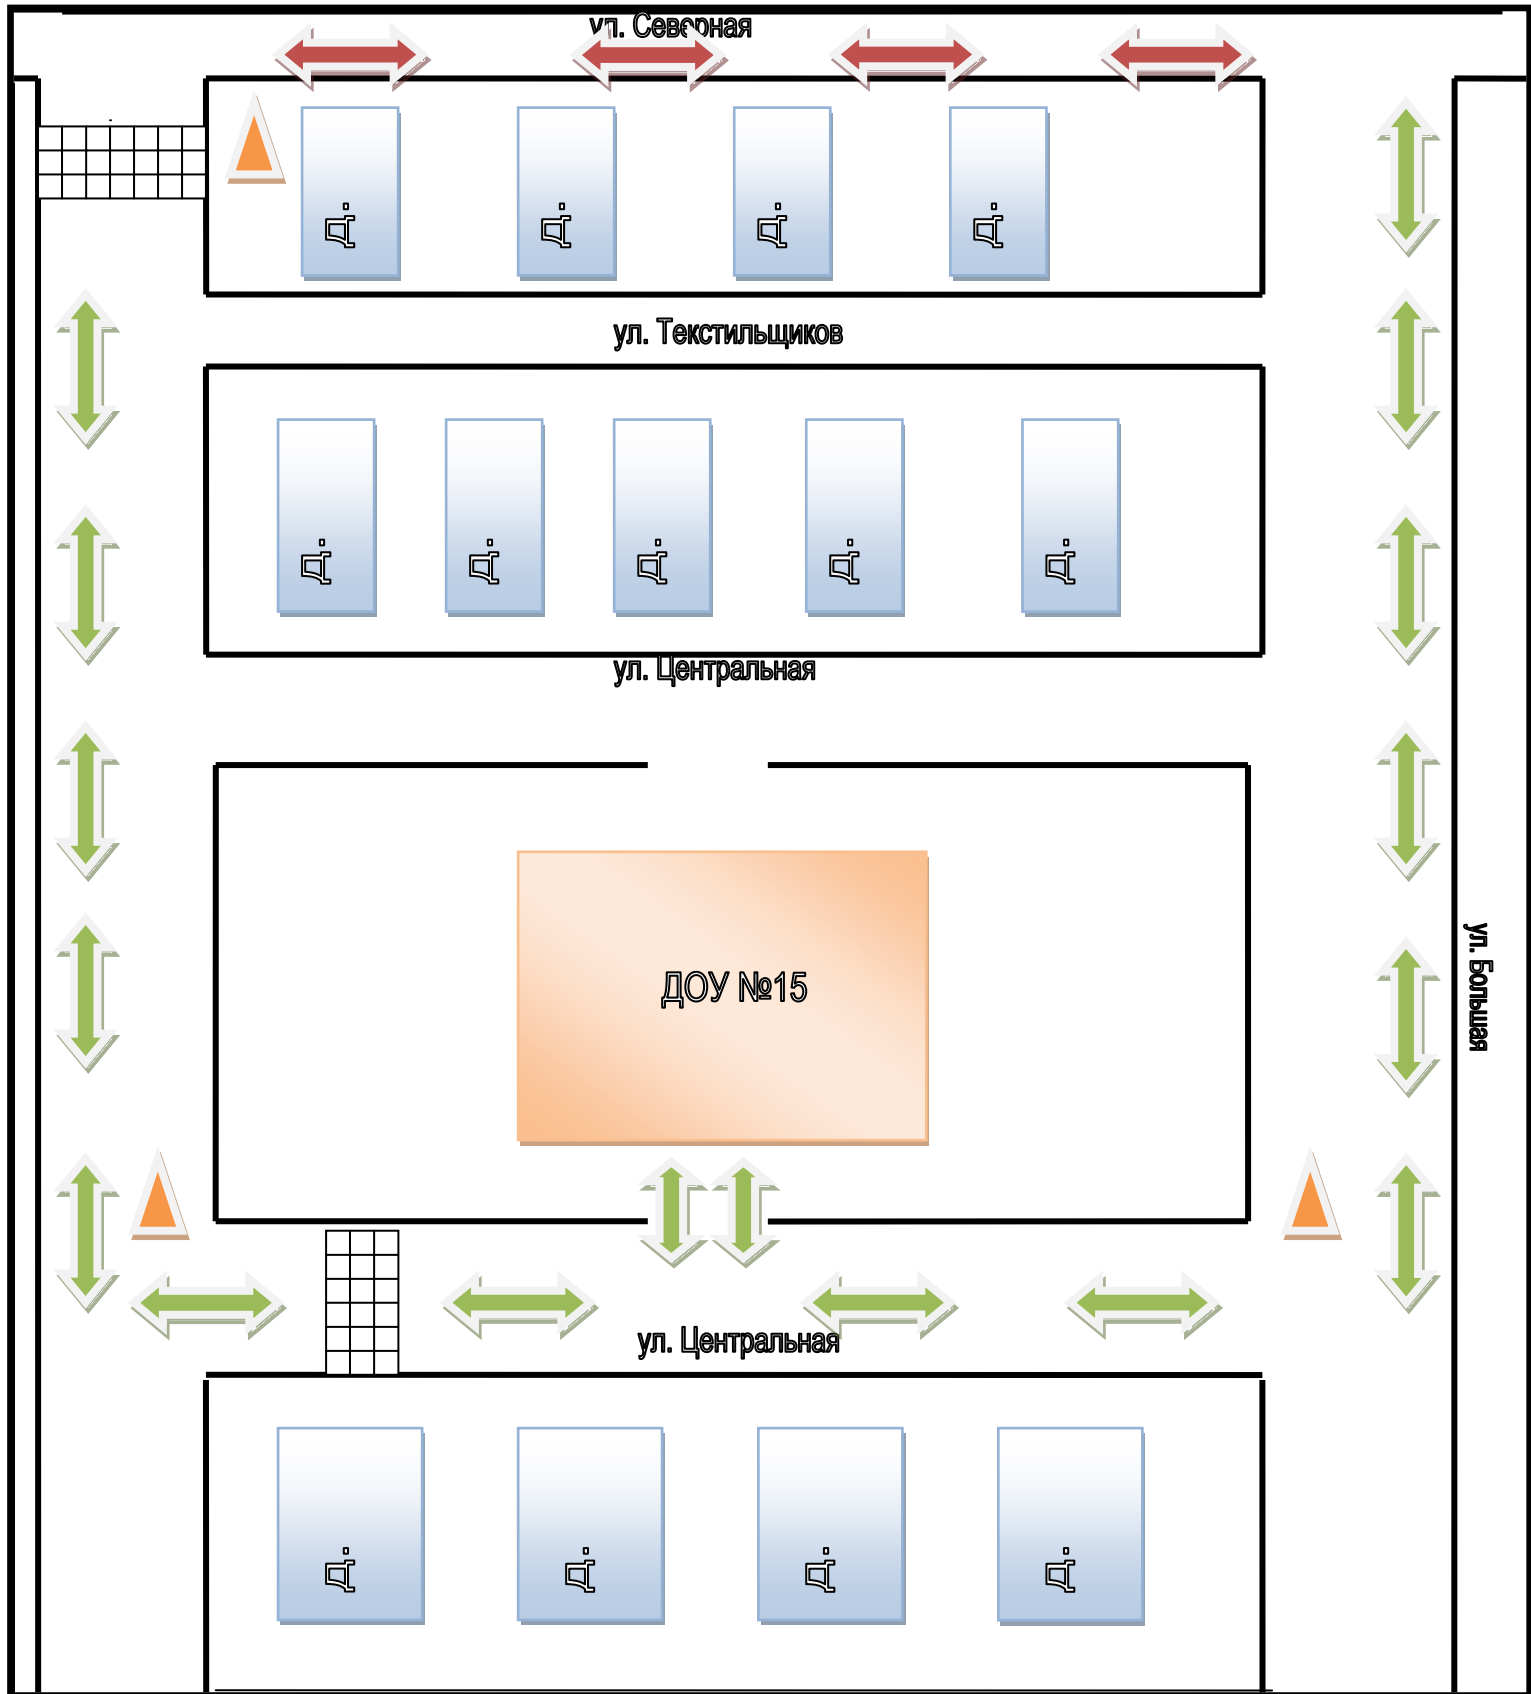 ул. Северная
д.
д.
д.
д.
ул. Текстильщиков
д.
д.
д.
д.
д.
ул. Центральная
ДОУ №15
ул. Большая
ул. Центральная
д.
д.
д.
д.